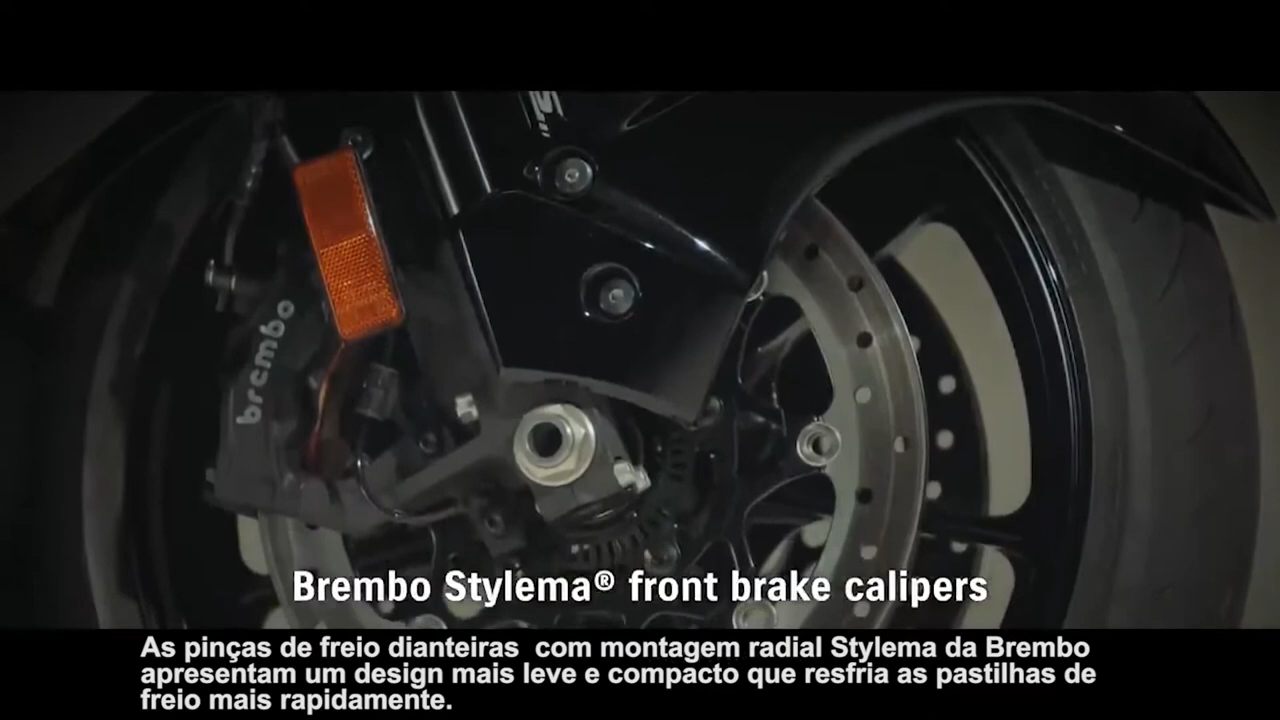 brembo
Brembo Stylema® front brake calipers
As pinças de freio dianteiras com montagem radial Stylema da Brembo
apresentam um design mais leve e compacto que resfria as pastilhas de
freio mais rapidamente.